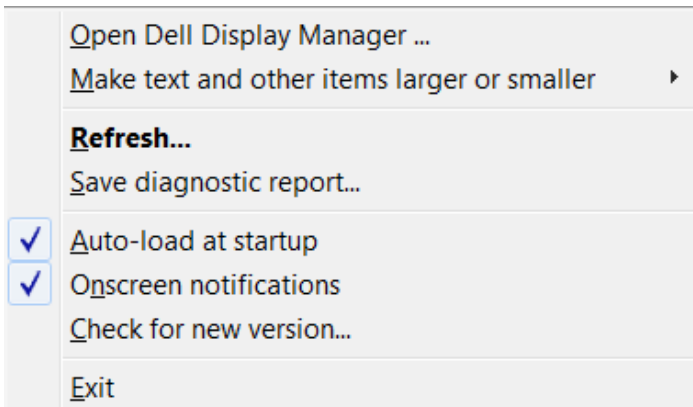 Open Dell Display Manager ...
Make text and other items larger or smaller
Refresh...
Save diagnostic report...
Auto-load at startup
Onscreen notifications
Check for new version...
Exit